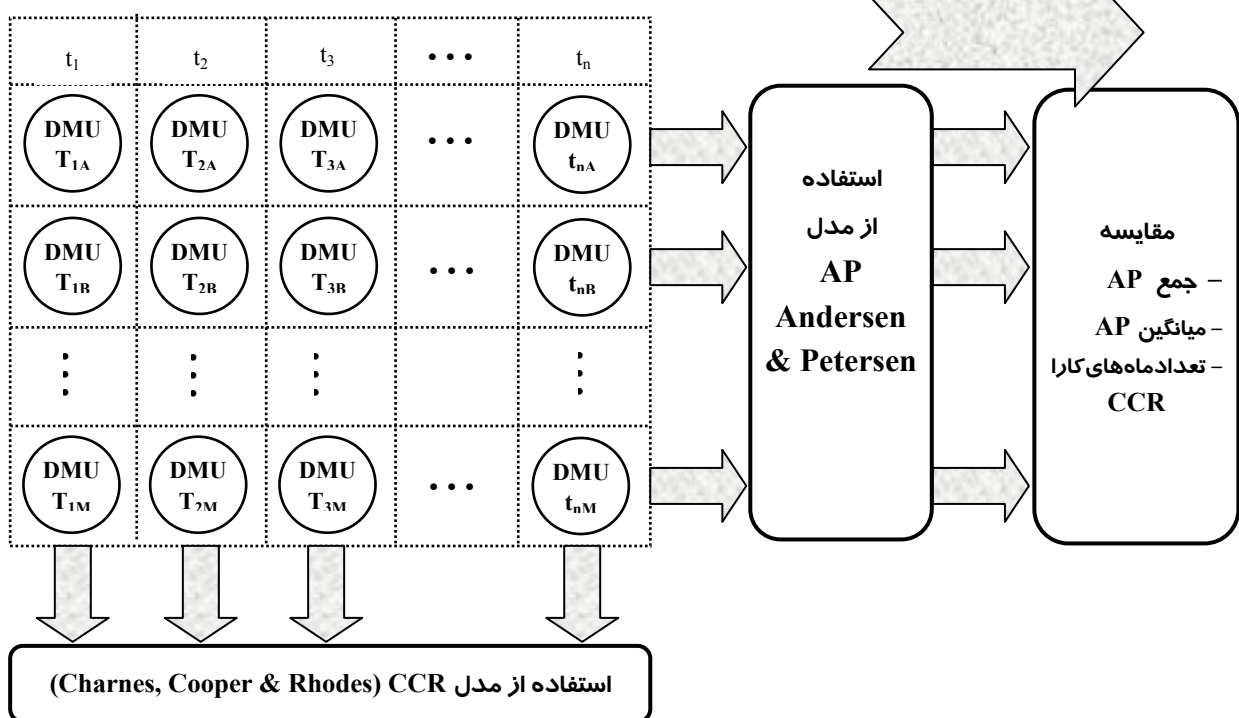 t1 t2 t3 • • • tn
DMU DMU DMU DMU
T1A T2A T3A • • • tnA
DMU DMU DMU DMU
T1B T2B T3B • • • tnB
DMU DMU DMU DMU
T1M T2M T3M • • • tnM
استفاده
از مدل
AP
Andersen
& Petersen
مقایسه
– جمع AP
– میانگین AP
– تعدادماه‌های کارا
CCR
استفاده از مدل CCR (Charnes, Cooper & Rhodes)